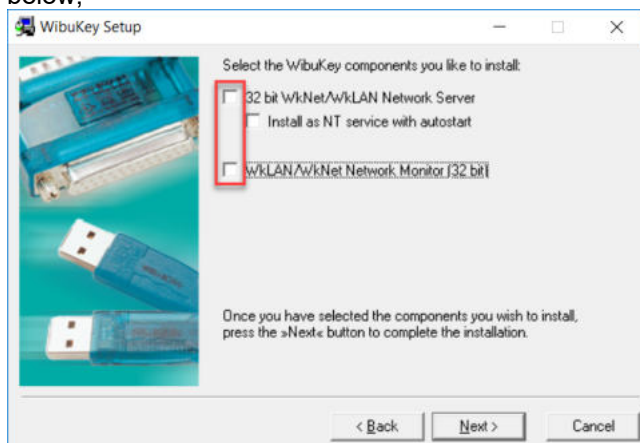 below;
WibuKey Setup
Select the WibuKey components you like to install:
32 bit WkNet/WkLAN Network Server
Install as NT service with autostart
WkLAN/WkNet Network Monitor (32 bit)
Once you have selected the components you wish to install,
press the »Next« button to complete the installation.
< Back
Next >
Cancel